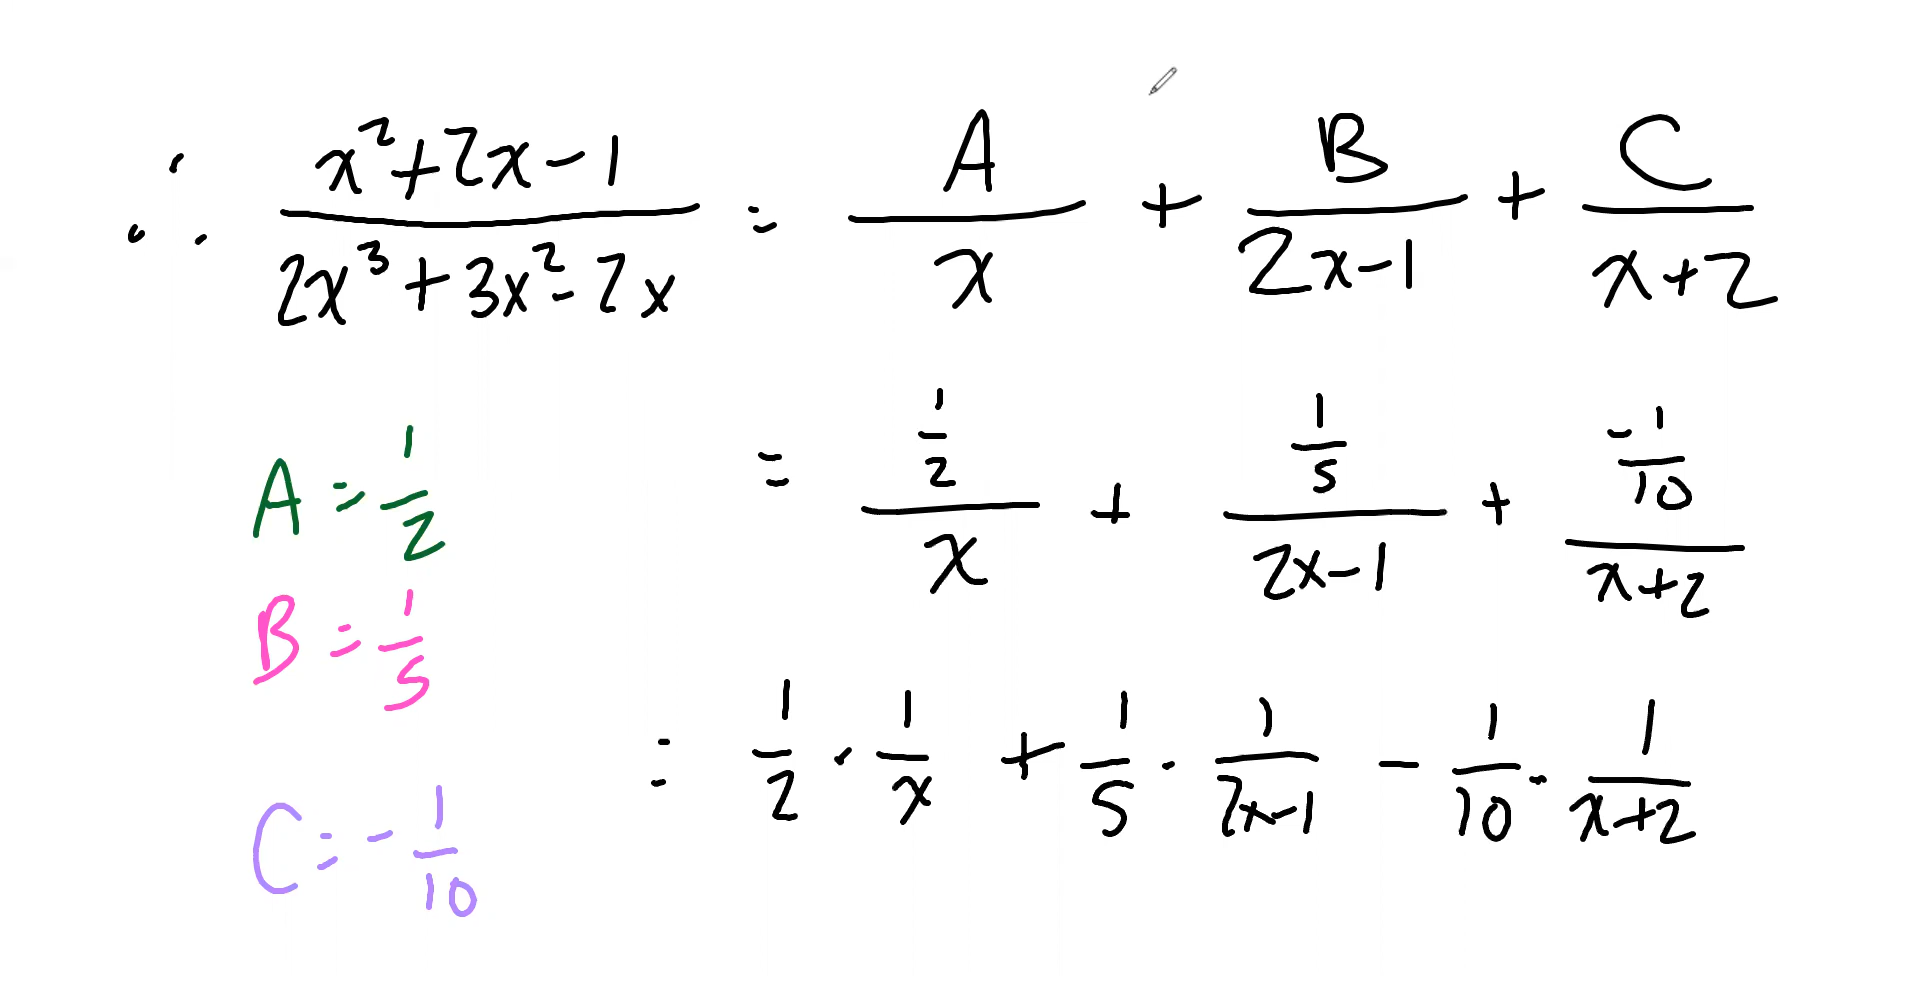 ∴ (x²+2x-1)/(2x³+3x²-2x) = A/x + B/(2x-1) + C/(x+2)
= (1/2)/x + (1/5)/(2x-1) + (-1/10)/(x+2)
A = 1/2
B = 1/5
= 1/2 · 1/x + 1/5 · 1/(2x-1) - 1/10 · 1/(x+2)
C = -1/10